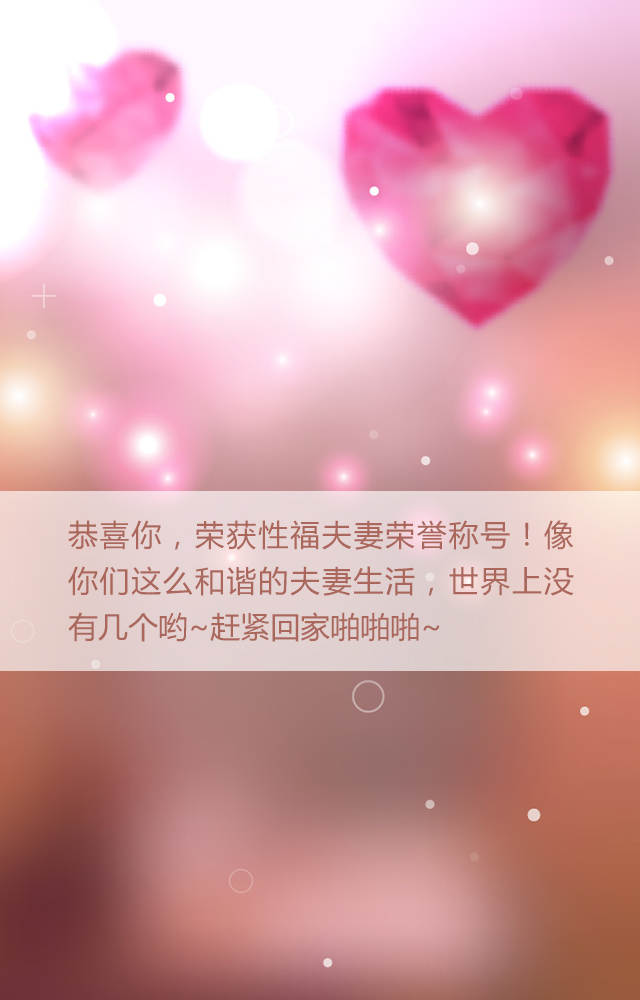 恭喜你，荣获性福夫妻荣誉称号！像
你们这么和谐的夫妻生活，世界上没
有几个哟~赶紧回家啪啪啪~